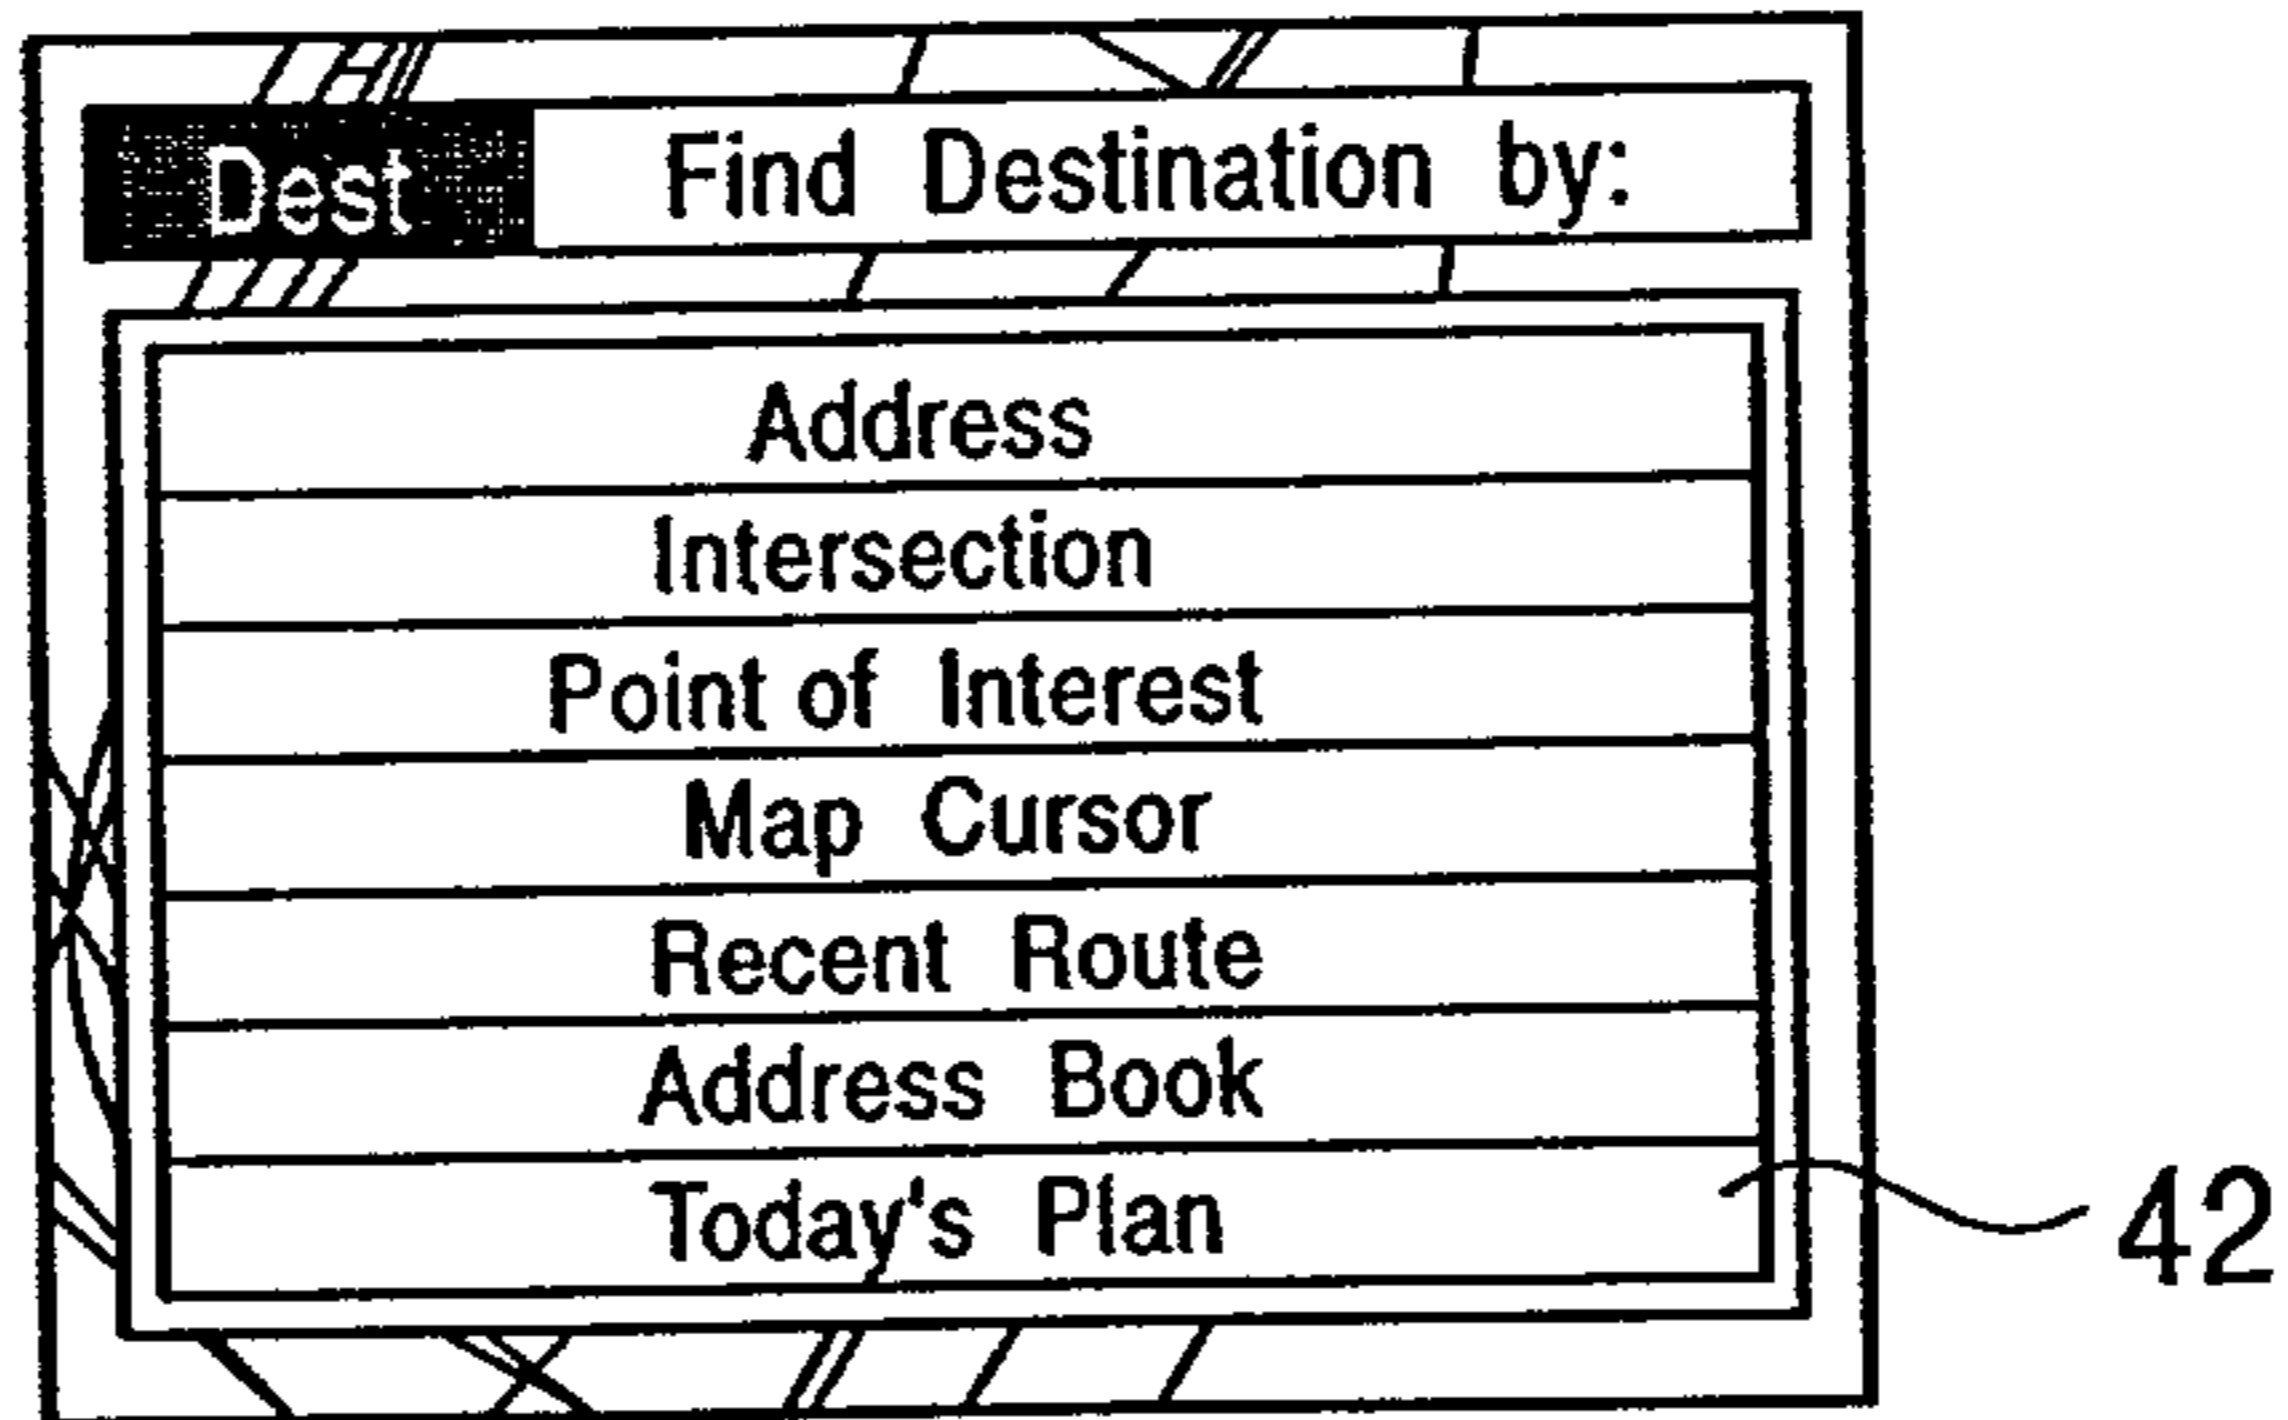 Dest Find Destination by:
Address
Intersection
Point of Interest
Map Cursor
Recent Route
Address Book
Today's Plan
42